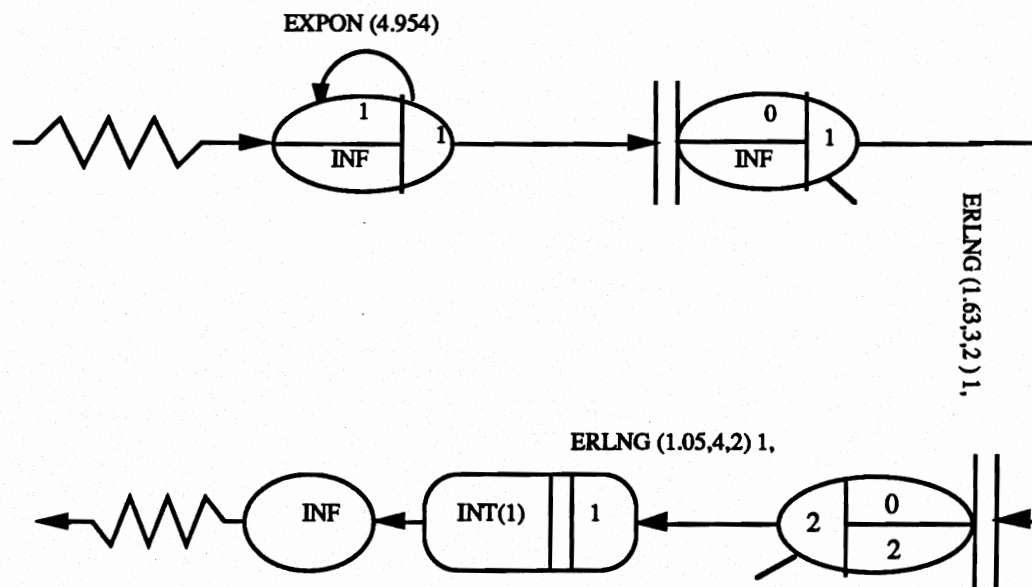 EXPON (4.954)
1
1
INF
0
1
INF
ERLNG (1.63,3,2 ) 1,
ERLNG (1.05,4,2) 1,
INF
INT(1)
1
2
0
2